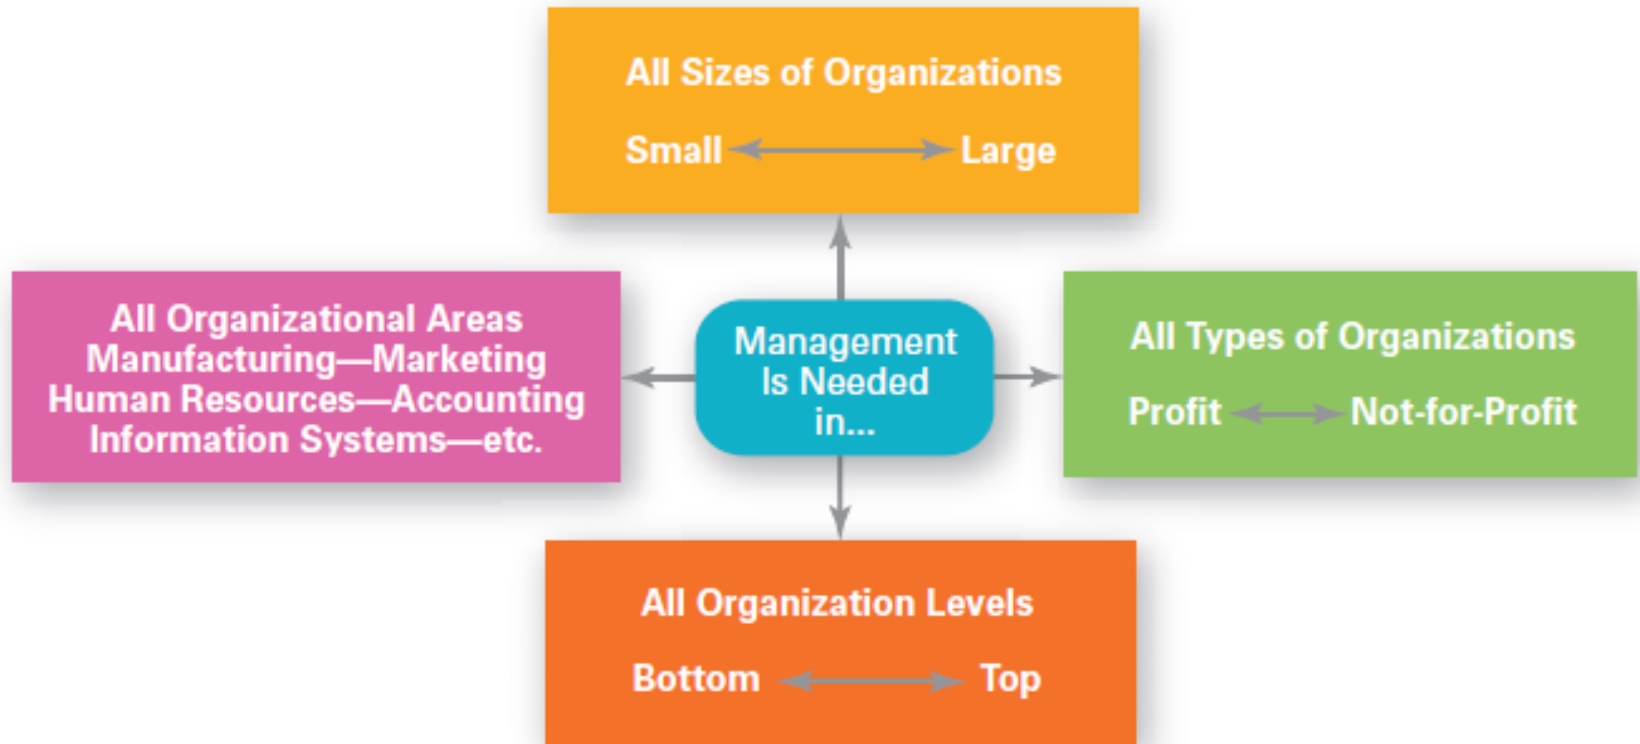 All Sizes of Organizations
Small Large
All Organizational Areas
Manufacturing—Marketing
Human Resources—Accounting
Information Systems—etc.
Management
Is Needed
in...
All Types of Organizations
Profit Not-for-Profit
All Organization Levels
Bottom Top